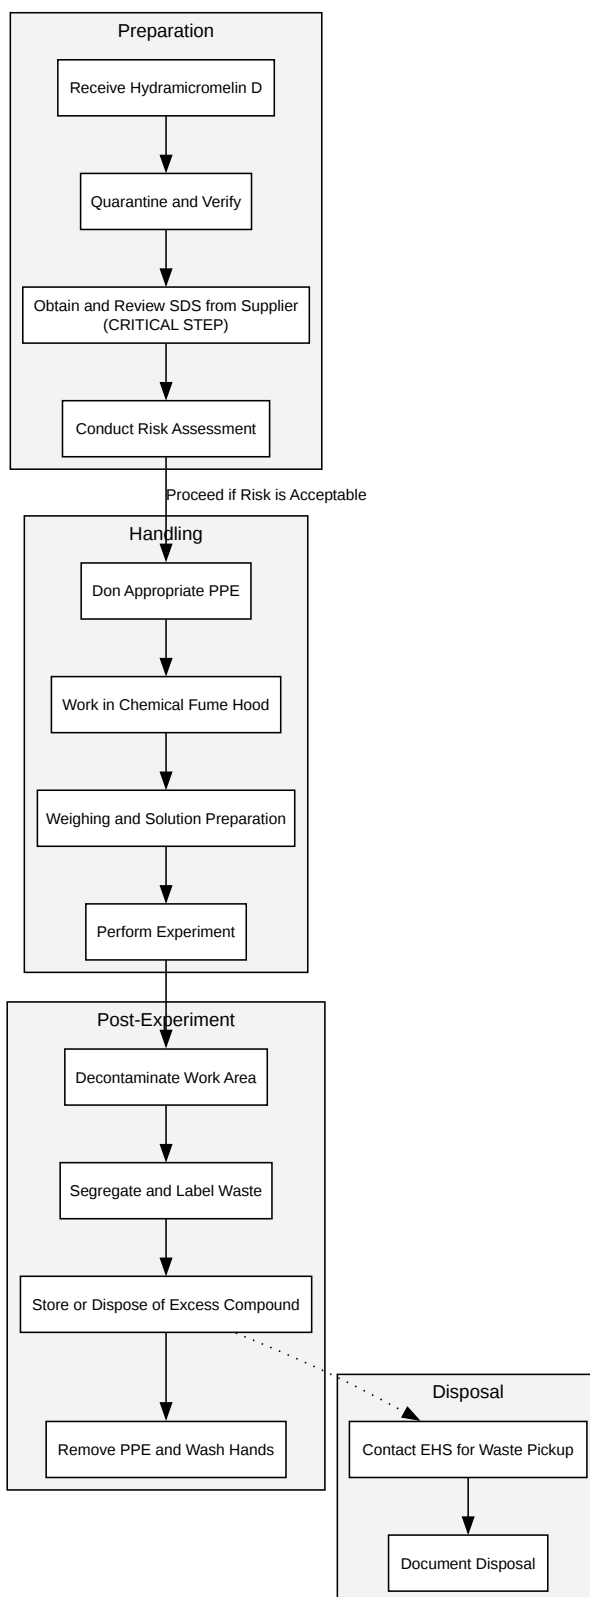 Preparation
Receive Hydramicromelin D
Quarantine and Verify
Obtain and Review SDS from Supplier
(CRITICAL STEP)
Conduct Risk Assessment
Proceed if Risk is Acceptable
Handling
Don Appropriate PPE
Work in Chemical Fume Hood
Weighing and Solution Preparation
Perform Experiment
Post-Experiment
Decontaminate Work Area
Segregate and Label Waste
Store or Dispose of Excess Compound
Remove PPE and Wash Hands
Disposal
Contact EHS for Waste Pickup
Document Disposal